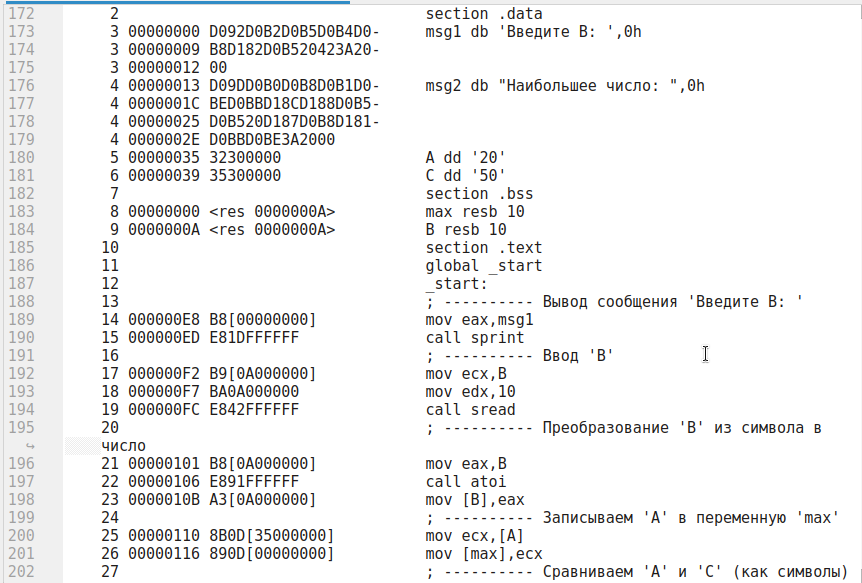 172 2 section .data
173 3 00000000 D092D0B2D0B5D0B4D0- msg1 db 'Введите B: ',0h
174 3 00000009 B8D182D0B520423A20-
175 3 00000012 00
176 4 00000013 D09DD0B0D0B8D0B1D0- msg2 db "Наибольшее число: ",0h
177 4 0000001C BED0BBD18CD188D0B5-
178 4 00000025 D0B520D187D0B8D181-
179 4 0000002E D0BBD0BE3A2000
180 5 00000035 32300000 A dd '20'
181 6 00000039 35300000 C dd '50'
182 7 section .bss
183 8 00000000 <res 0000000A> max resb 10
184 9 0000000A <res 0000000A> B resb 10
185 10 section .text
186 11 global _start
187 12 _start:
188 13 ; ---------- Вывод сообщения 'Введите B: '
189 14 000000E8 B8[00000000] mov eax,msg1
190 15 000000ED E81DFFFFFF call sprint
191 16 ; ---------- Ввод 'B'
192 17 000000F2 B9[0A000000] mov ecx,B
193 18 000000F7 BA0A000000 mov edx,10
194 19 000000FC E842FFFFFF call sread
195 20 ; ---------- Преобразование 'B' из символа в
↪ число
196 21 00000101 B8[0A000000] mov eax,B
197 22 00000106 E891FFFFFF call atoi
198 23 0000010B A3[0A000000] mov [B],eax
199 24 ; ---------- Записываем 'A' в переменную 'max'
200 25 00000110 8B0D[35000000] mov ecx,[A]
201 26 00000116 890D[00000000] mov [max],ecx
202 27 ; ---------- Сравниваем 'A' и 'C' (как символы)